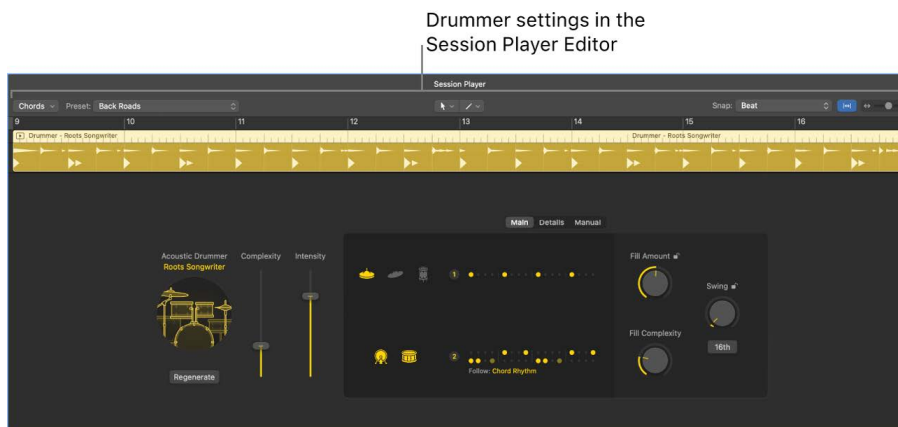 Drummer settings in the
Session Player Editor
Session Player
Chords Preset: Back Roads Snap: Beat
9 10 11 12 13 14 15 16
Drummer - Roots Songwriter Drummer - Roots Songwriter
Main Details Manual
Acoustic Drummer Complexity Intensity Fill Amount
Roots Songwriter
1
Swing
Fill Complexity
16th
2
Follow: Chord Rhythm
Regenerate